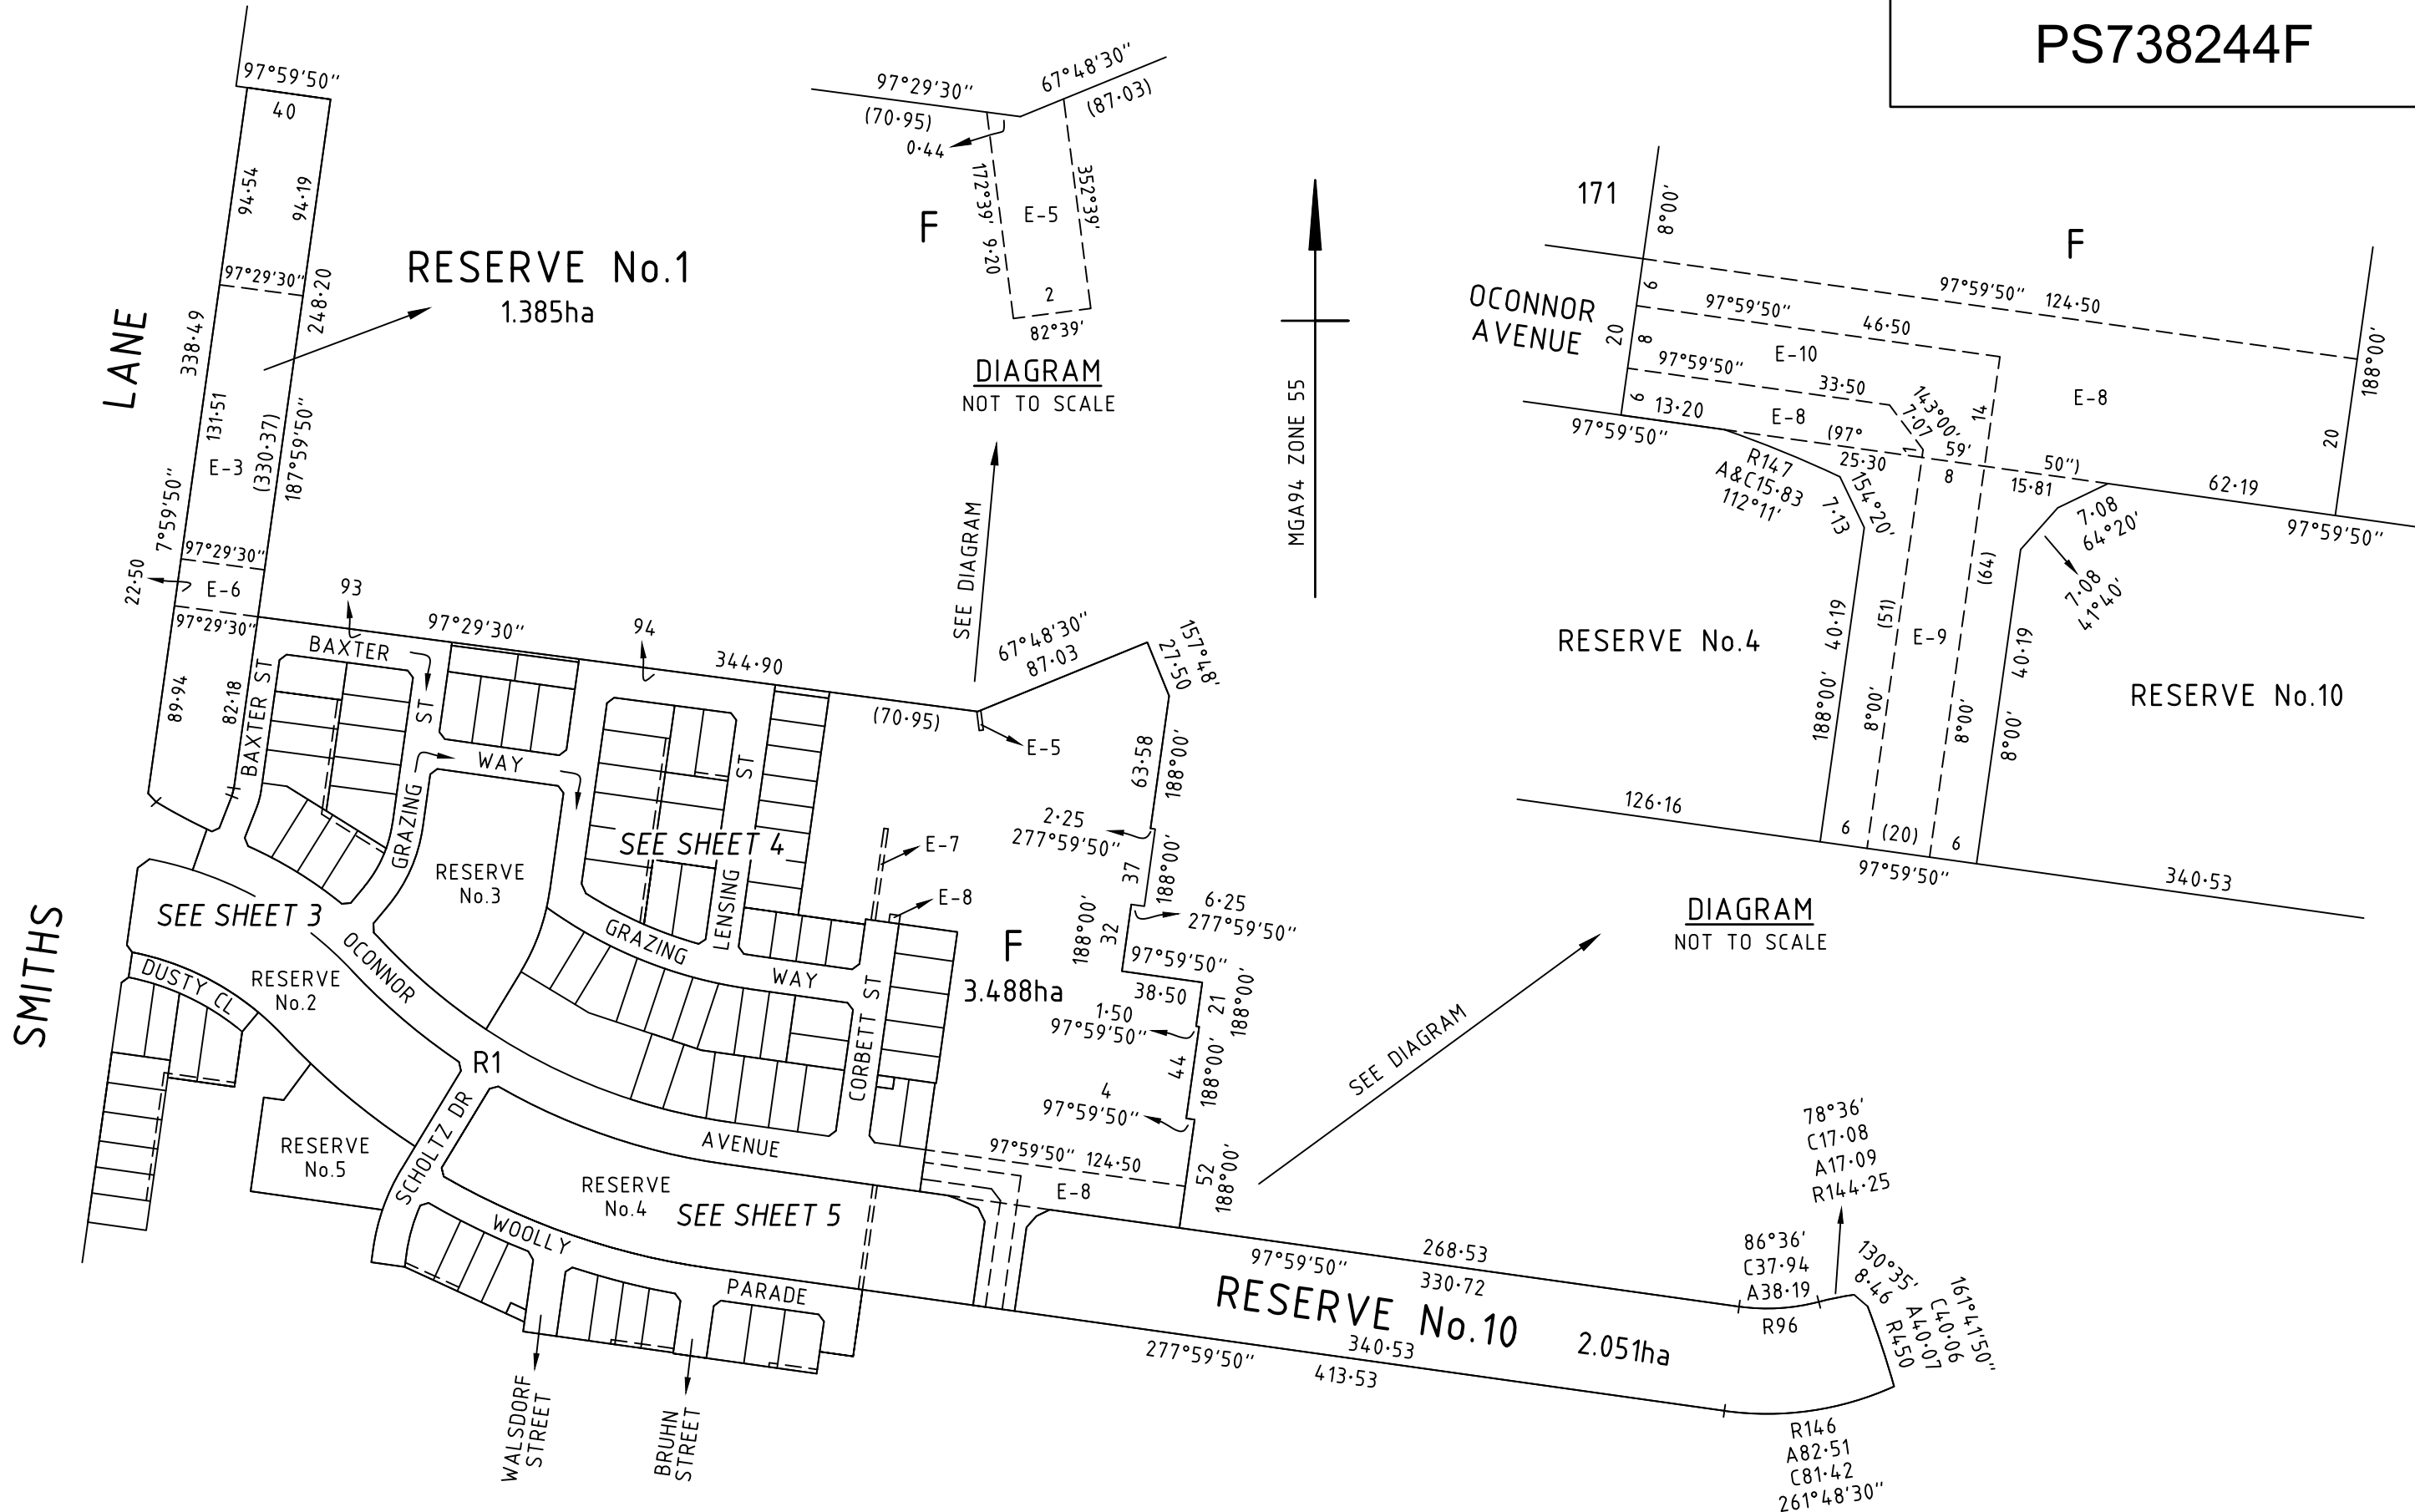 PS738244F
97°59'50"
40
94·54
94·19
97°29'30"
248·20
338·49
RESERVE No.1
1.385ha
LANE
131·51
(330·37)
187°59'50"
E-3
7°59'50"
97°29'30"
22·50
E-6
97°29'30"
89·94
82·18
97°29'30"
(70·95)
67°48'30"
(87·03)
0·44
172°39' 9·20
352°39'
E-5
F
2
82°39'
DIAGRAM
NOT TO SCALE
SEE DIAGRAM
MGA94 ZONE 55
171
8°00'
F
OCONNOR
AVENUE
20
6
8
6
97°59'50" 124·50
97°59'50" 46·50
E-10
97°59'50" 33·50
143°00'
7·07
1
14
E-8
188°00'
20
13·20
E-8
97°59'50"
(97°
59'
50")
25·30
8
15·81
62·19
97°59'50"
R147
A&C15·83
112°11'
154°20'
7·13
7·08
64°20'
7·08
41°40'
(51)
(64)
E-9
40·19
188°00'
8°00'
8°00'
40·19
8°00'
RESERVE No.4
RESERVE No.10
126·16
6
(20)
6
97°59'50"
340·53
DIAGRAM
NOT TO SCALE
SEE DIAGRAM
93
97°29'30"
94
344·90
(70·95)
67°48'30"
87·03
157°48'
27·50
E-5
63·58
188°00'
2·25
277°59'50"
37
188°00'
6·25
277°59'50"
188°00'
32
97°59'50"
38·50
21
188°00'
1·50
97°59'50"
44
188°00'
4
97°59'50"
52
188°00'
BAXTER
ST
BAXTER ST
GRAZING
WAY
ST
LENSING
SEE SHEET 4
RESERVE
No.3
E-7
E-8
GRAZING
WAY
F
3.488ha
CORBETT ST
SMITHS
SEE SHEET 3
OCONNOR
DUSTY CL
RESERVE
No.2
R1
AVENUE
SCHOLTZ DR
RESERVE
No.5
RESERVE
No.4
SEE SHEET 5
WOOLLY
PARADE
97°59'50" 124·50
E-8
WALSDORF
STREET
BRUHN
STREET
268·53
97°59'50"
330·72
RESERVE No.10
2.051ha
340·53
277°59'50"
413·53
78°36'
C17·08
A17·09
R144·25
86°36'
C37·94
A38·19
R96
130°35'
8·46
161°41'50"
C40·06
A40·07
R450
R146
A82·51
C81·42
261°48'30"